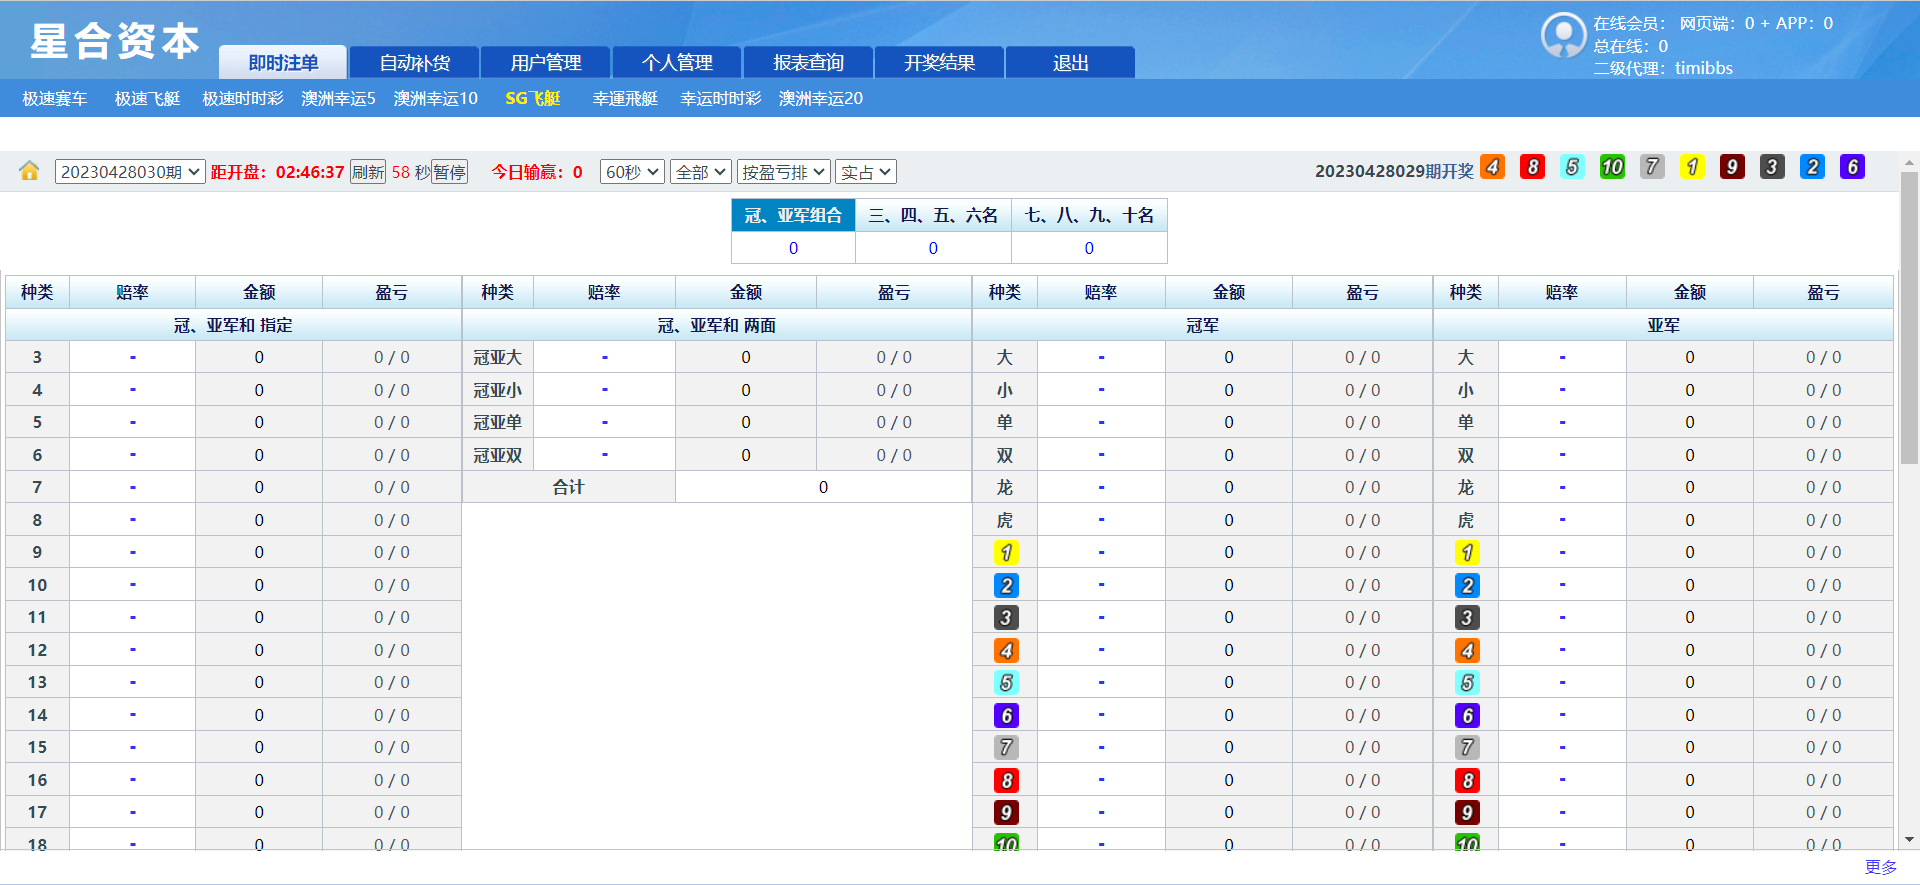 星合资本
即时注单 自动补货 用户管理 个人管理 报表查询 开奖结果 退出
在线会员： 网页端：0 + APP：0
总在线：0
二级代理：timibbs
极速赛车 极速飞艇 极速时时彩 澳洲幸运5 澳洲幸运10 SG飞艇 幸運飛艇 幸运时时彩 澳洲幸运20
20230428030期 距开盘：02:46:37 刷新 58 秒 暂停 今日输赢：0 60秒 全部 按盈亏排 实占 20230428029期开奖 4 8 5 10 7 1 9 3 2 6
冠、亚军组合 三、四、五、六名 七、八、九、十名
0 0 0
种类 赔率 金额 盈亏 种类 赔率 金额 盈亏 种类 赔率 金额 盈亏 种类 赔率 金额 盈亏
冠、亚军和 指定 冠、亚军和 两面 冠军 亚军
3 - 0 0 / 0 冠亚大 - 0 0 / 0 大 - 0 0 / 0 大 - 0 0 / 0
4 - 0 0 / 0 冠亚小 - 0 0 / 0 小 - 0 0 / 0 小 - 0 0 / 0
5 - 0 0 / 0 冠亚单 - 0 0 / 0 单 - 0 0 / 0 单 - 0 0 / 0
6 - 0 0 / 0 冠亚双 - 0 0 / 0 双 - 0 0 / 0 双 - 0 0 / 0
7 - 0 0 / 0 合计 0 龙 - 0 0 / 0 龙 - 0 0 / 0
8 - 0 0 / 0 虎 - 0 0 / 0 虎 - 0 0 / 0
9 - 0 0 / 0 1 - 0 0 / 0 1 - 0 0 / 0
10 - 0 0 / 0 2 - 0 0 / 0 2 - 0 0 / 0
11 - 0 0 / 0 3 - 0 0 / 0 3 - 0 0 / 0
12 - 0 0 / 0 4 - 0 0 / 0 4 - 0 0 / 0
13 - 0 0 / 0 5 - 0 0 / 0 5 - 0 0 / 0
14 - 0 0 / 0 6 - 0 0 / 0 6 - 0 0 / 0
15 - 0 0 / 0 7 - 0 0 / 0 7 - 0 0 / 0
16 - 0 0 / 0 8 - 0 0 / 0 8 - 0 0 / 0
17 - 0 0 / 0 9 - 0 0 / 0 9 - 0 0 / 0
18 - 0 0 / 0 10 - 0 0 / 0 10 - 0 0 / 0
更多